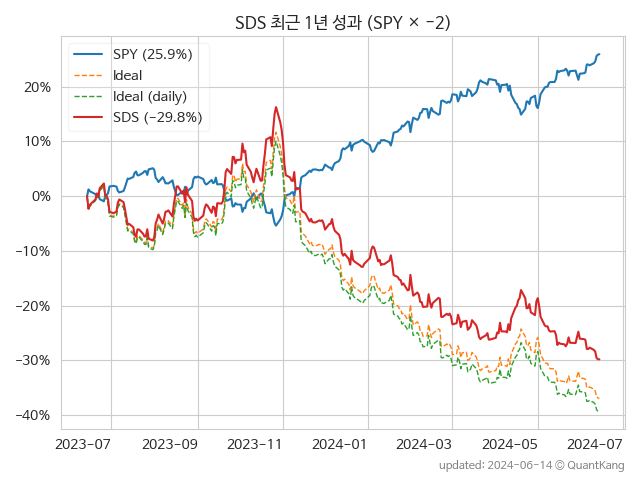 SDS 최근 1년 성과 (SPY × −2)
SPY (25.9%)
Ideal
Ideal (daily)
SDS (−29.8%)
20%
10%
0%
−10%
−20%
−30%
−40%
2023-07
2023-09
2023-11
2024-01
2024-03
2024-05
2024-07
updated: 2024-06-14 © QuantKang